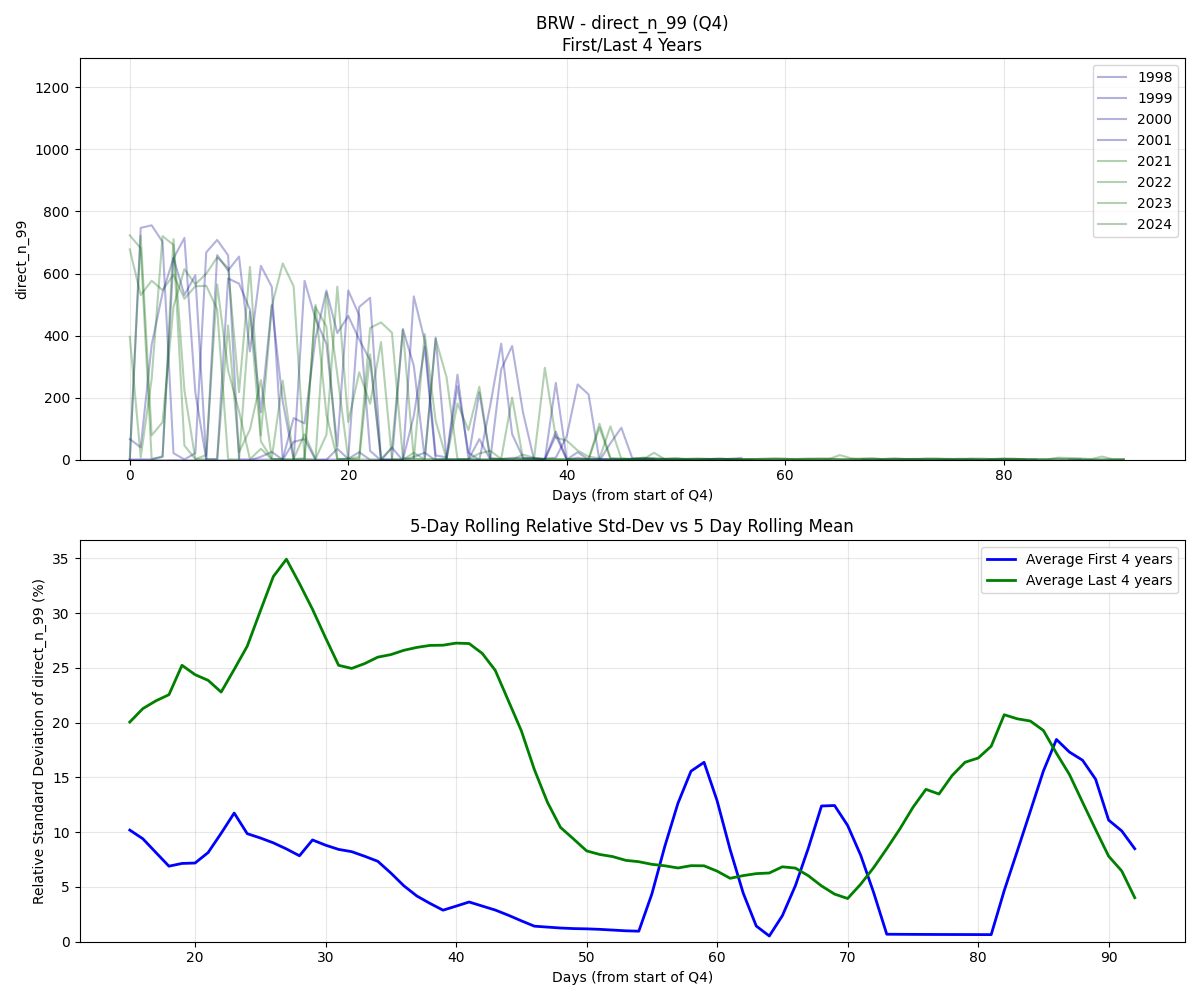 BRW - direct_n_99 (Q4)
First/Last 4 Years
direct_n_99
1200
1000
800
600
400
200
0
0 20 40 60 80
Days (from start of Q4)
1998
1999
2000
2001
2021
2022
2023
2024
5-Day Rolling Relative Std-Dev vs 5 Day Rolling Mean
Relative Standard Deviation of direct_n_99 (%)
35
30
25
20
15
10
5
0
20 30 40 50 60 70 80 90
Days (from start of Q4)
Average First 4 years
Average Last 4 years